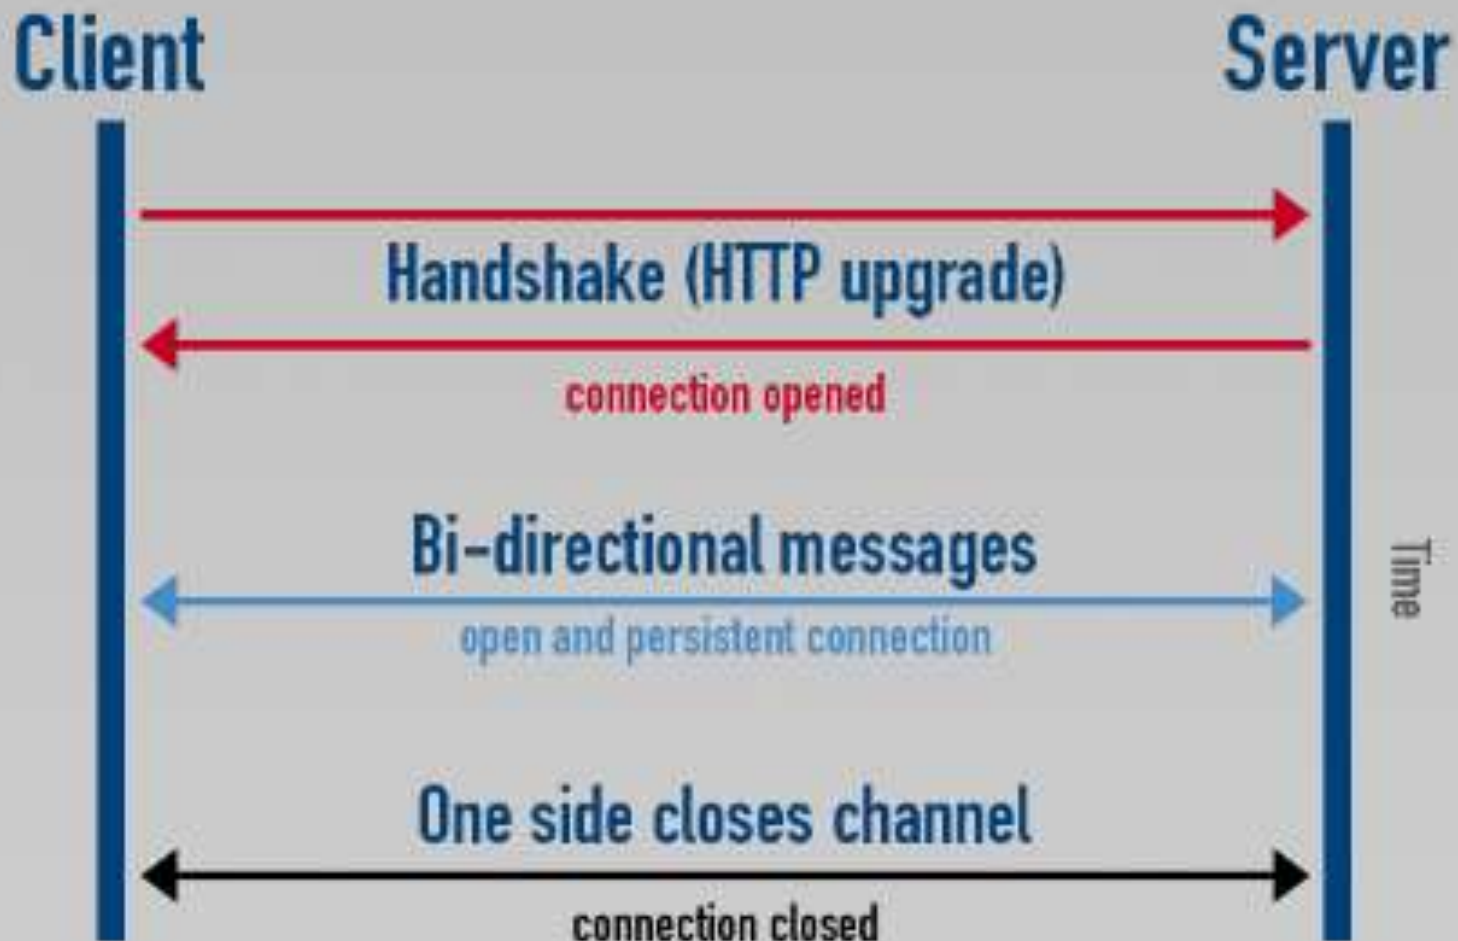 Client
Server
Handshake (HTTP upgrade)
connection opened
Bi-directional messages
open and persistent connection
Time
One side closes channel
connection closed